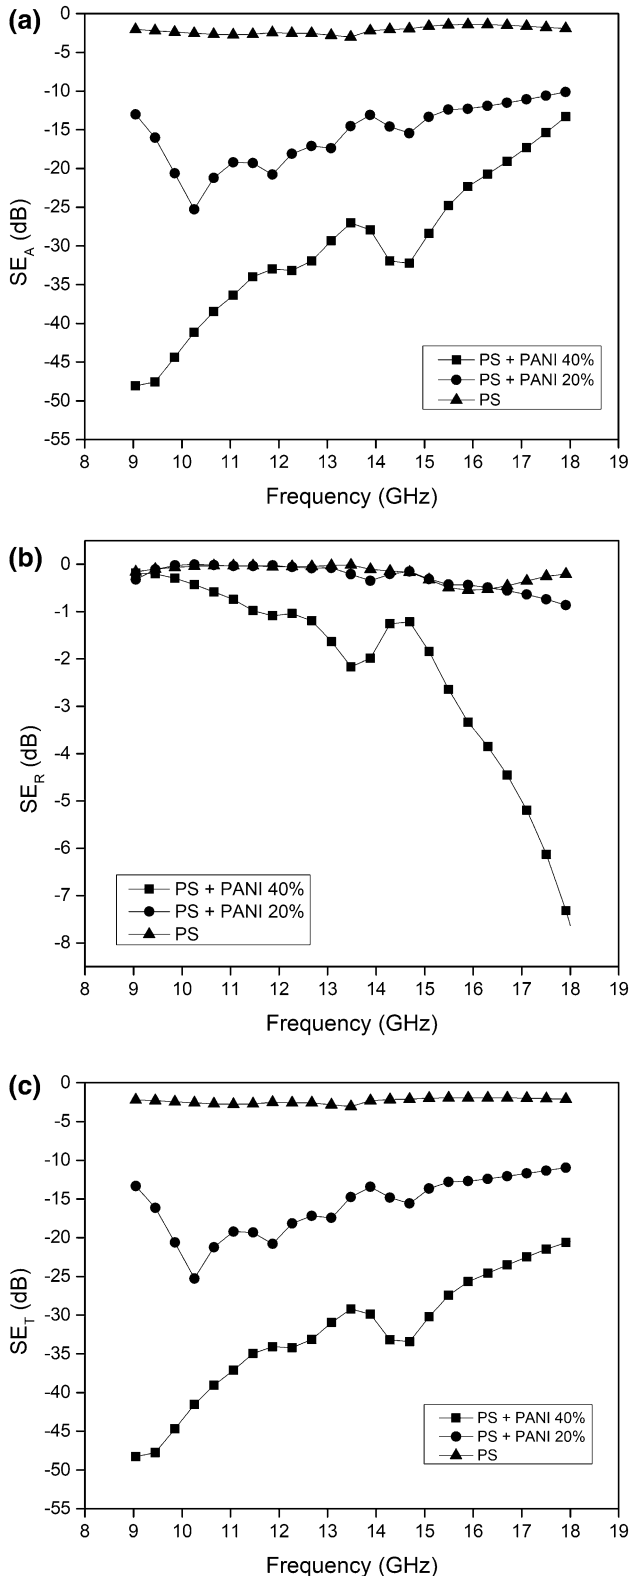 (a)
0
-5
-10
-15
-20
-25
-30
-35
-40
-45
-50
-55
SE_A (dB)
PS + PANI 40%
PS + PANI 20%
PS
8 9 10 11 12 13 14 15 16 17 18 19
Frequency (GHz)
(b)
0
-1
-2
-3
-4
-5
-6
-7
-8
SE_R (dB)
PS + PANI 40%
PS + PANI 20%
PS
8 9 10 11 12 13 14 15 16 17 18 19
Frequency (GHz)
(c)
0
-5
-10
-15
-20
-25
-30
-35
-40
-45
-50
-55
SE_T (dB)
PS + PANI 40%
PS + PANI 20%
PS
8 9 10 11 12 13 14 15 16 17 18 19
Frequency (GHz)